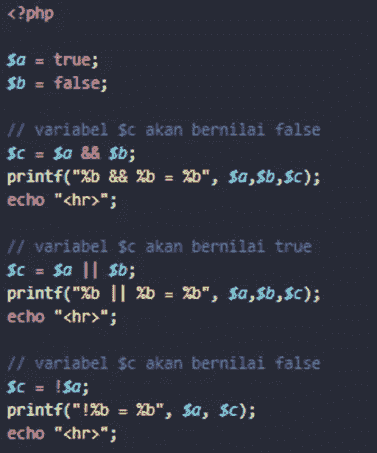 <?php
$a = true;
$b = false;
// variabel $c akan bernilai false
$c = $a && $b;
printf("%b && %b = %b", $a,$b,$c);
echo "<hr>";
// variabel $c akan bernilai true
$c = $a || $b;
printf("%b || %b = %b", $a,$b,$c);
echo "<hr>";
// variabel $c akan bernilai false
$c = !$a;
printf("!%b = %b", $a, $c);
echo "<hr>";